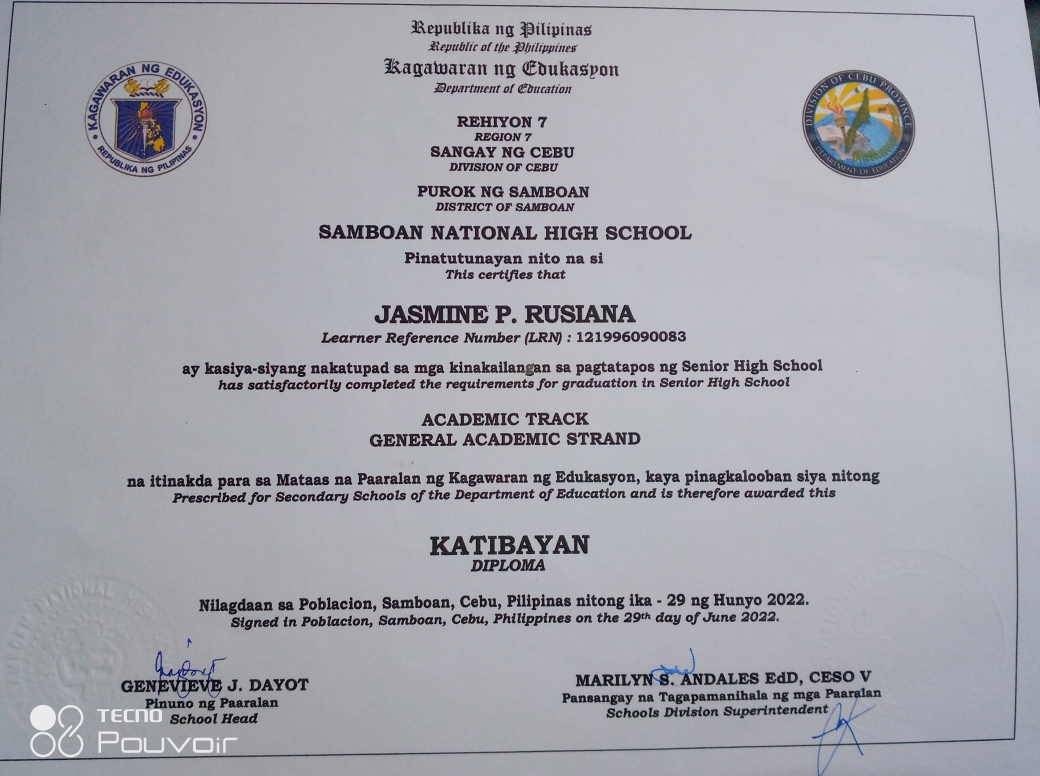 Republika ng Pilipinas
Republic of the Philippines
Kagawaran ng Edukasyon
Department of Education
KAGAWARAN NG EDUKASYON
REPUBLIKA NG PILIPINAS
DIVISION OF CEBU PROVINCE
DEPARTMENT OF EDUCATION
REHIYON 7
REGION 7
SANGAY NG CEBU
DIVISION OF CEBU
PUROK NG SAMBOAN
DISTRICT OF SAMBOAN
SAMBOAN NATIONAL HIGH SCHOOL
Pinatutunayan nito na si
This certifies that
JASMINE P. RUSIANA
Learner Reference Number (LRN) : 121996090083
ay kasiya-siyang nakatupad sa mga kinakailangan sa pagtatapos ng Senior High School
has satisfactorily completed the requirements for graduation in Senior High School
ACADEMIC TRACK
GENERAL ACADEMIC STRAND
na itinakda para sa Mataas na Paaralan ng Kagawaran ng Edukasyon, kaya pinagkalooban siya nitong
Prescribed for Secondary Schools of the Department of Education and is therefore awarded this
KATIBAYAN
DIPLOMA
Nilagdaan sa Poblacion, Samboan, Cebu, Pilipinas nitong ika - 29 ng Hunyo 2022.
Signed in Poblacion, Samboan, Cebu, Philippines on the 29th day of June 2022.
GENEVIEVE J. DAYOT
Pinuno ng Paaralan
School Head
MARILYN S. ANDALES EdD, CESO V
Pansangay na Tagapamanihala ng mga Paaralan
Schools Division Superintendent
TECNO
Pouvoir